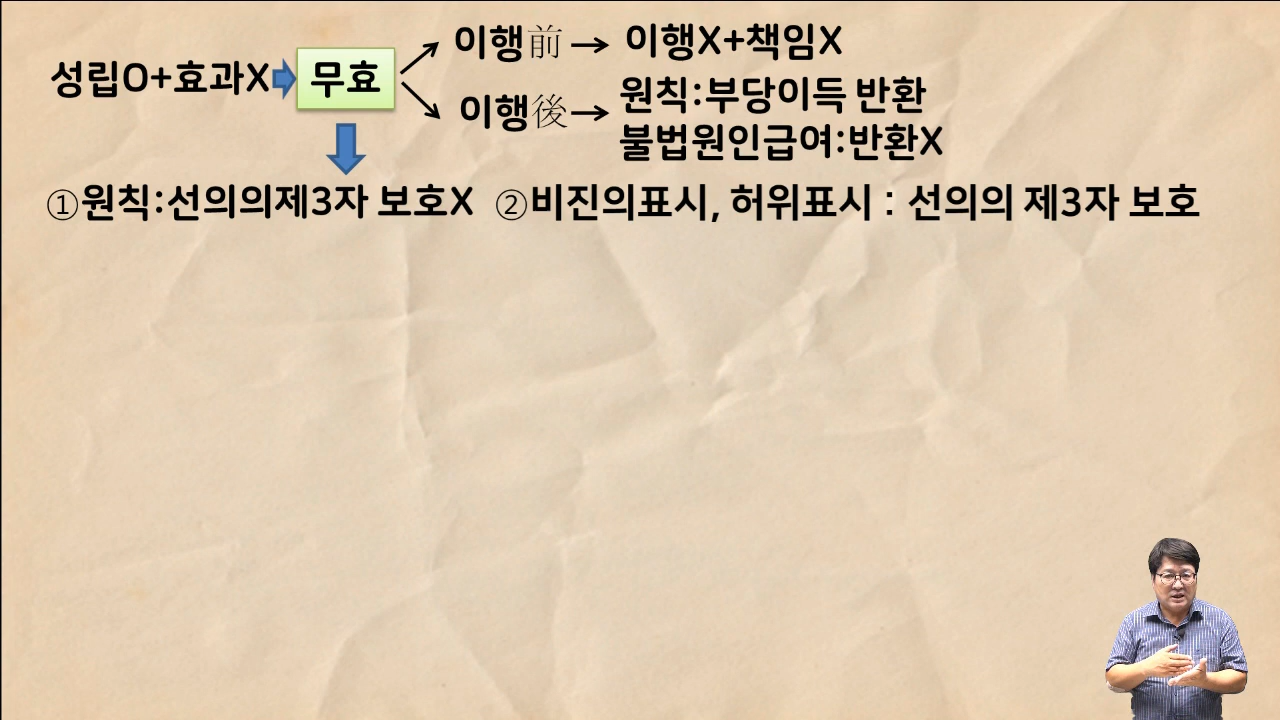 성립O+효과X
무효
이행前 → 이행X+책임X
이행後 → 원칙:부당이득 반환
불법원인급여:반환X
①원칙:선의의제3자 보호X ②비진의표시, 허위표시 : 선의의 제3자 보호